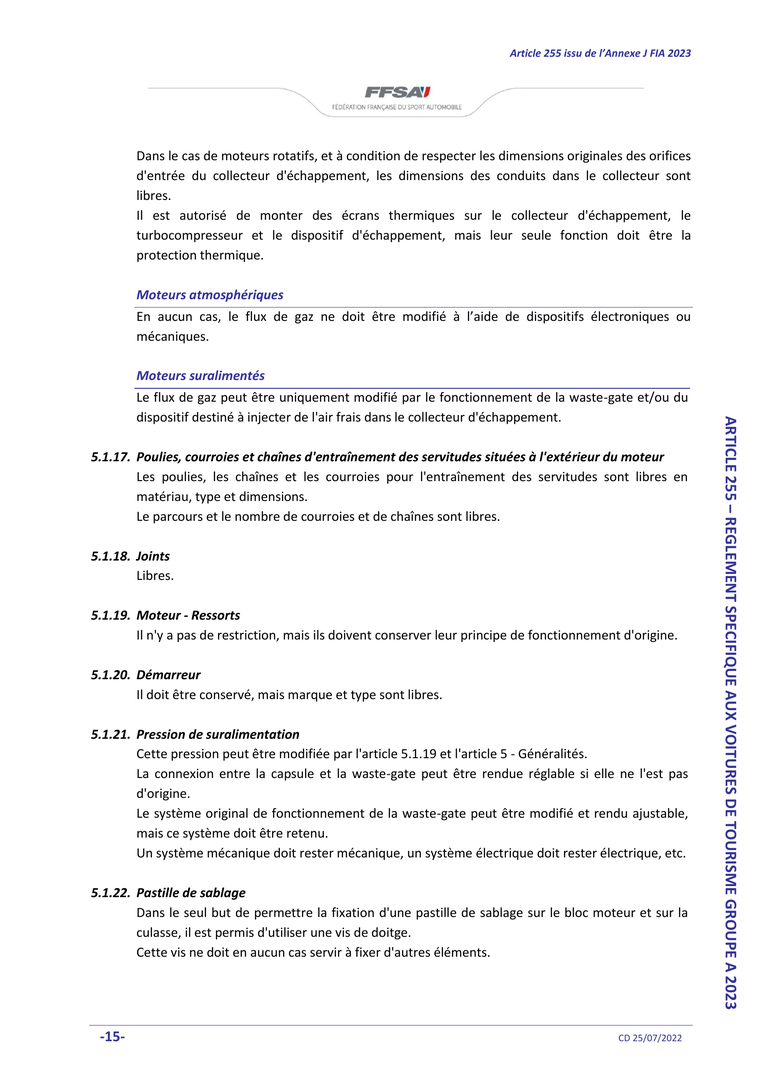 Article 255 issu de l'Annexe J FIA 2023
FFSA
FÉDÉRATION FRANÇAISE DU SPORT AUTOMOBILE
Dans le cas de moteurs rotatifs, et à condition de respecter les dimensions originales des orifices
d'entrée du collecteur d'échappement, les dimensions des conduits dans le collecteur sont
libres.
Il est autorisé de monter des écrans thermiques sur le collecteur d'échappement, le
turbocompresseur et le dispositif d'échappement, mais leur seule fonction doit être la
protection thermique.
Moteurs atmosphériques
En aucun cas, le flux de gaz ne doit être modifié à l’aide de dispositifs électroniques ou
mécaniques.
Moteurs suralimentés
Le flux de gaz peut être uniquement modifié par le fonctionnement de la waste-gate et/ou du
dispositif destiné à injecter de l'air frais dans le collecteur d'échappement.
5.1.17. Poulies, courroies et chaînes d'entraînement des servitudes situées à l'extérieur du moteur
Les poulies, les chaînes et les courroies pour l'entraînement des servitudes sont libres en
matériau, type et dimensions.
Le parcours et le nombre de courroies et de chaînes sont libres.
5.1.18. Joints
Libres.
5.1.19. Moteur - Ressorts
Il n'y a pas de restriction, mais ils doivent conserver leur principe de fonctionnement d'origine.
5.1.20. Démarreur
Il doit être conservé, mais marque et type sont libres.
5.1.21. Pression de suralimentation
Cette pression peut être modifiée par l'article 5.1.19 et l'article 5 - Généralités.
La connexion entre la capsule et la waste-gate peut être rendue réglable si elle ne l'est pas
d'origine.
Le système original de fonctionnement de la waste-gate peut être modifié et rendu ajustable,
mais ce système doit être retenu.
Un système mécanique doit rester mécanique, un système électrique doit rester électrique, etc.
5.1.22. Pastille de sablage
Dans le seul but de permettre la fixation d'une pastille de sablage sur le bloc moteur et sur la
culasse, il est permis d'utiliser une vis de doitge.
Cette vis ne doit en aucun cas servir à fixer d'autres éléments.
ARTICLE 255 – REGLEMENT SPECIFIQUE AUX VOITURES DE TOURISME GROUPE A 2023
-15-
CD 25/07/2022